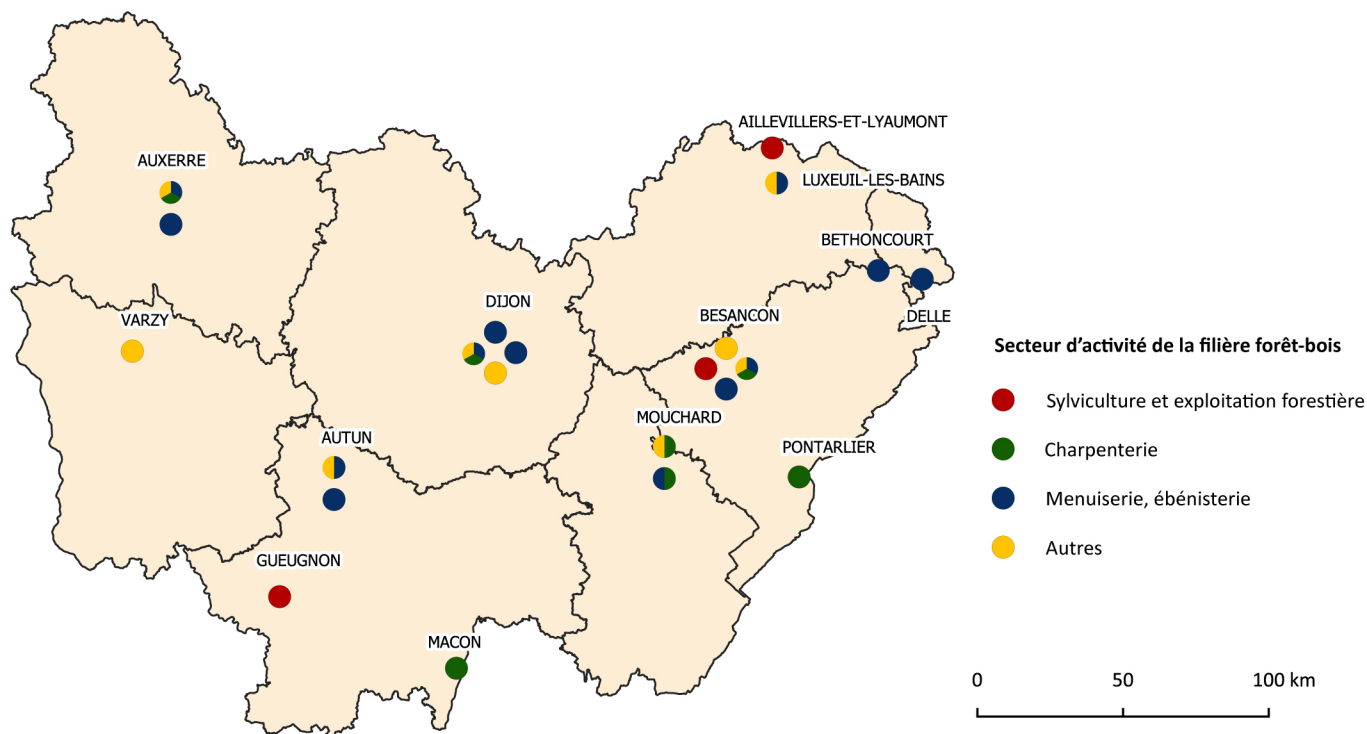 AILLEVILLERS-ET-LYAUMONT
AUXERRE
LUXEUIL-LES-BAINS
BETHONCOURT
DIJON
BESANCON
VARZY
DELLE
Secteur d'activité de la filière forêt-bois
Sylviculture et exploitation forestière
MOUCHARD
AUTUN
PONTARLIER
Charpenterie
Menuiserie, ébénisterie
Autres
GUEUGNON
MACON
0 50 100 km